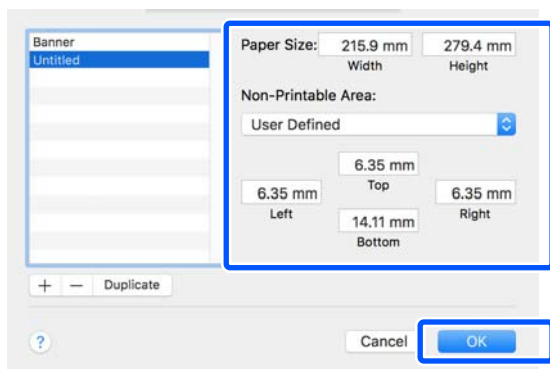 Banner
Untitled
Paper Size: 215.9 mm 279.4 mm
Width Height
Non-Printable Area:
User Defined
6.35 mm
Top
6.35 mm 6.35 mm
Left Right
14.11 mm
Bottom
+ − Duplicate
? Cancel OK